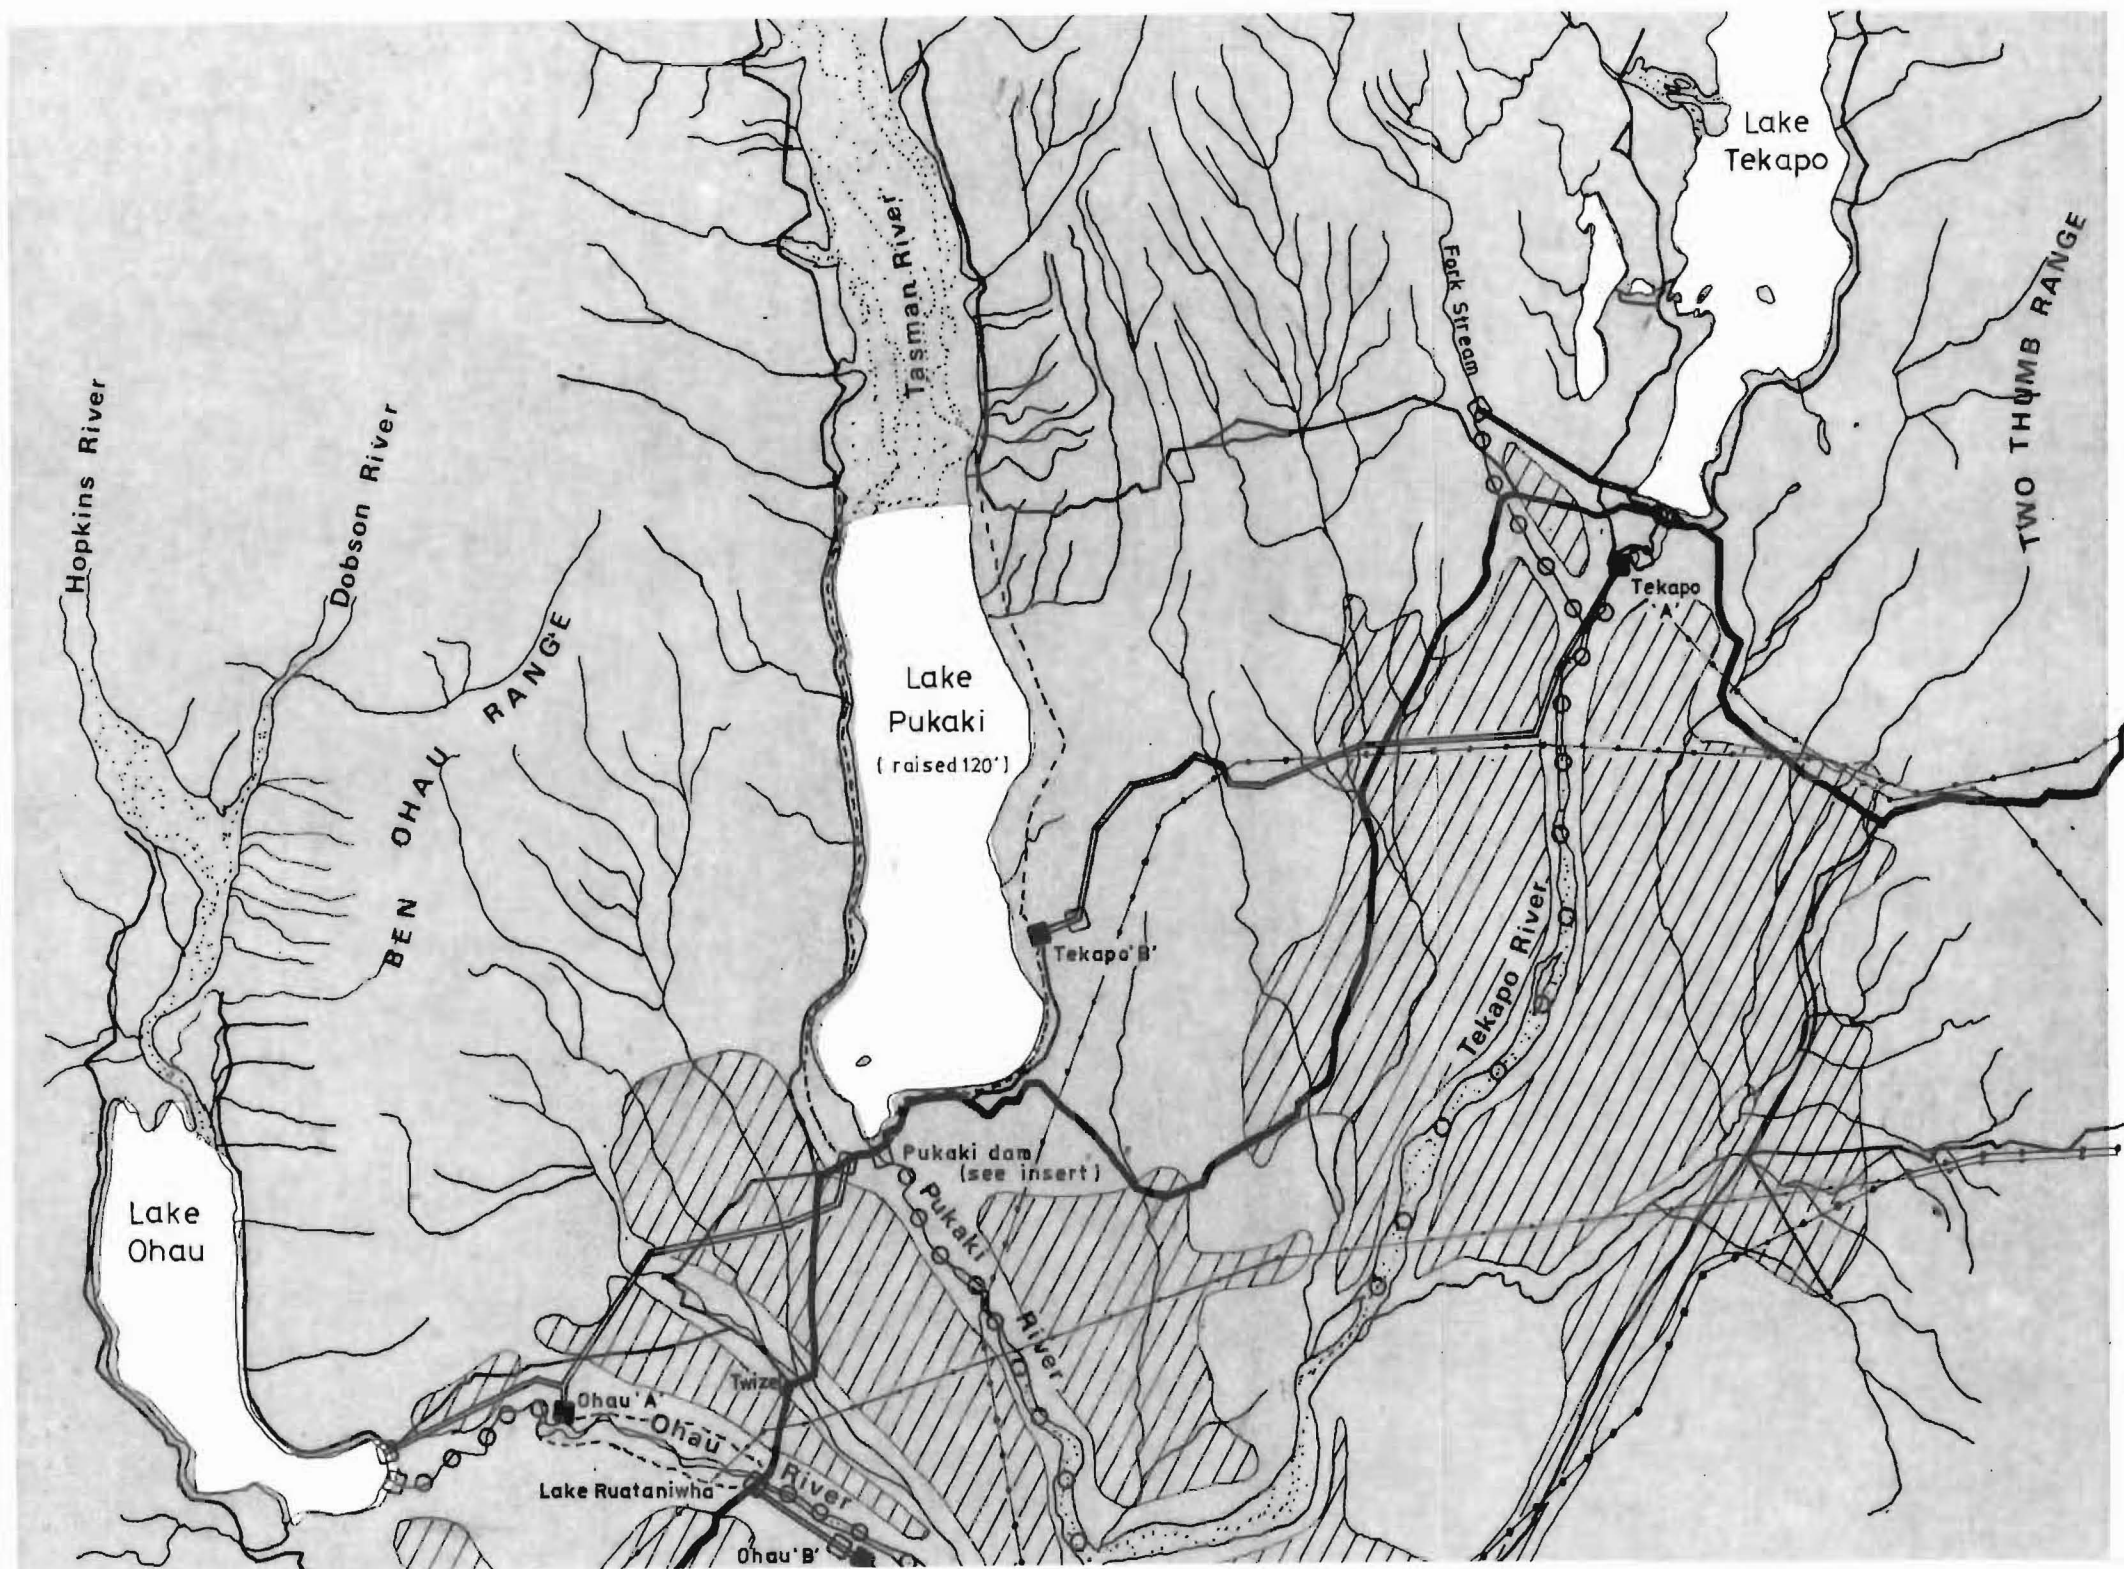 Lake
Tekapo
Tasman River
Fork Stream
TWO THUMB RANGE
Hopkins River
Dobson River
BEN OHAU RANGE
Tekapo
'A'
Lake
Pukaki
( raised 120' )
Tekapo River
Tekapo 'B'
Pukaki dam
(see insert)
Pukaki River
Lake
Ohau
Twize
Ohau 'A'
Ohau River
Lake Ruataniwha
Ohau 'B'